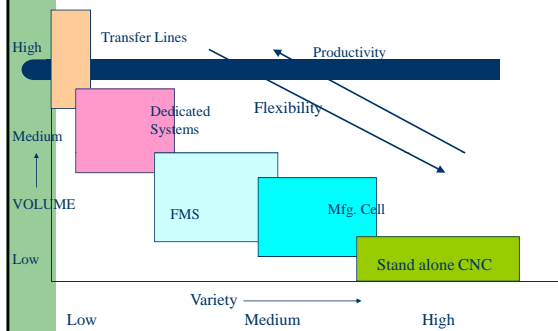 Transfer Lines
High
Productivity
Flexibility
Dedicated
Systems
Medium
VOLUME
FMS
Mfg. Cell
Low
Stand alone CNC
Variety
Low
Medium
High